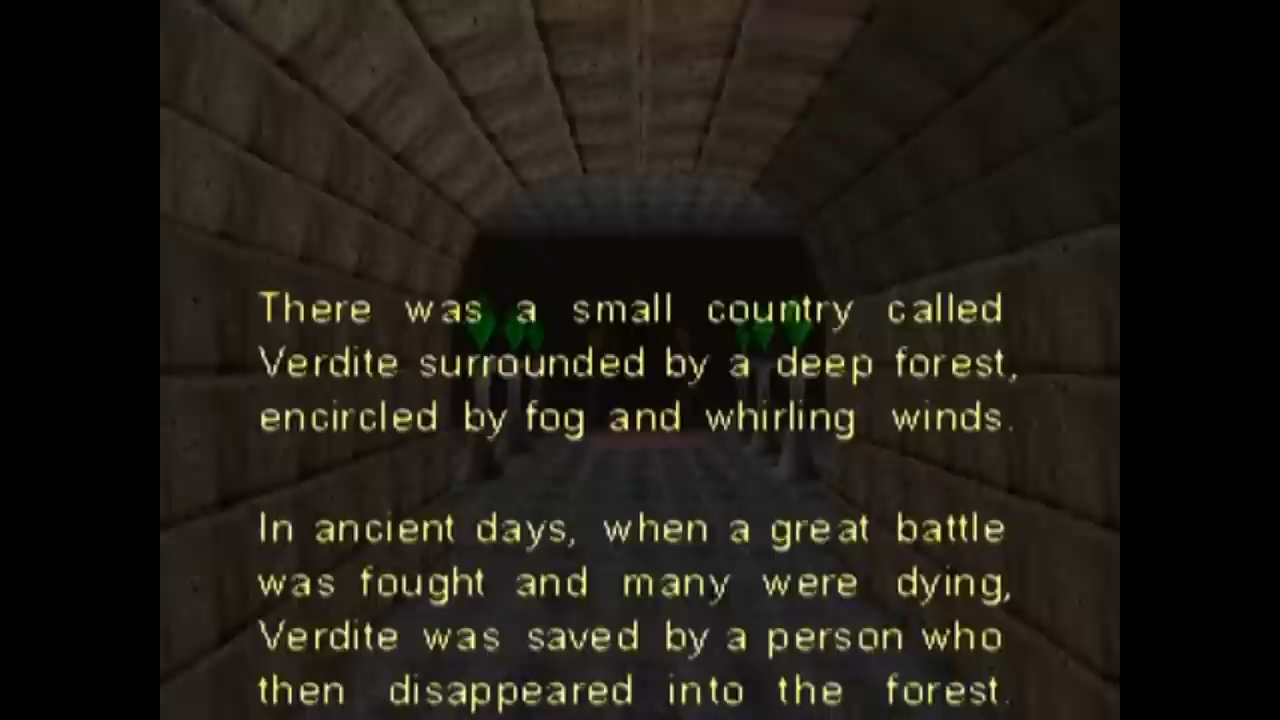 There was a small country called
Verdite surrounded by a deep forest,
encircled by fog and whirling winds.
In ancient days, when a great battle
was fought and many were dying,
Verdite was saved by a person who
then disappeared into the forest.